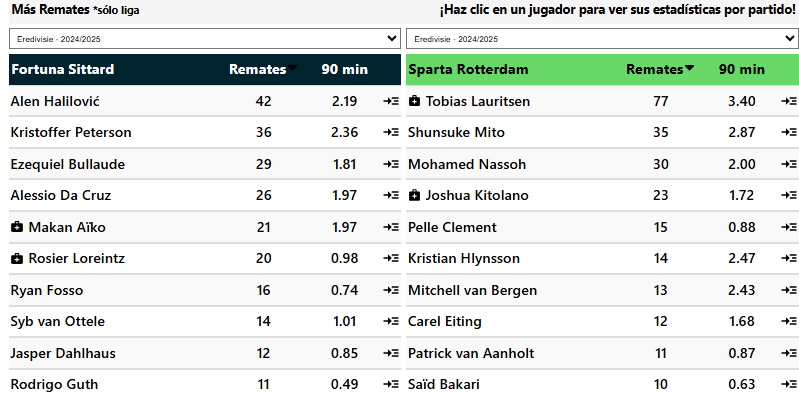 Más Remates *sólo liga
¡Haz clic en un jugador para ver sus estadísticas por partido!
Eredivisie - 2024/2025
Eredivisie - 2024/2025
Fortuna Sittard Remates 90 min
Alen Halilović 42 2.19
Kristoffer Peterson 36 2.36
Ezequiel Bullaude 29 1.81
Alessio Da Cruz 26 1.97
Makan Aïko 21 1.97
Rosier Loreintz 20 0.98
Ryan Fosso 16 0.74
Syb van Ottele 14 1.01
Jasper Dahlhaus 12 0.85
Rodrigo Guth 11 0.49
Sparta Rotterdam Remates 90 min
Tobias Lauritsen 77 3.40
Shunsuke Mito 35 2.87
Mohamed Nassoh 30 2.00
Joshua Kitolano 23 1.72
Pelle Clement 15 0.88
Kristian Hlynsson 14 2.47
Mitchell van Bergen 13 2.43
Carel Eiting 12 1.68
Patrick van Aanholt 11 0.87
Saïd Bakari 10 0.63